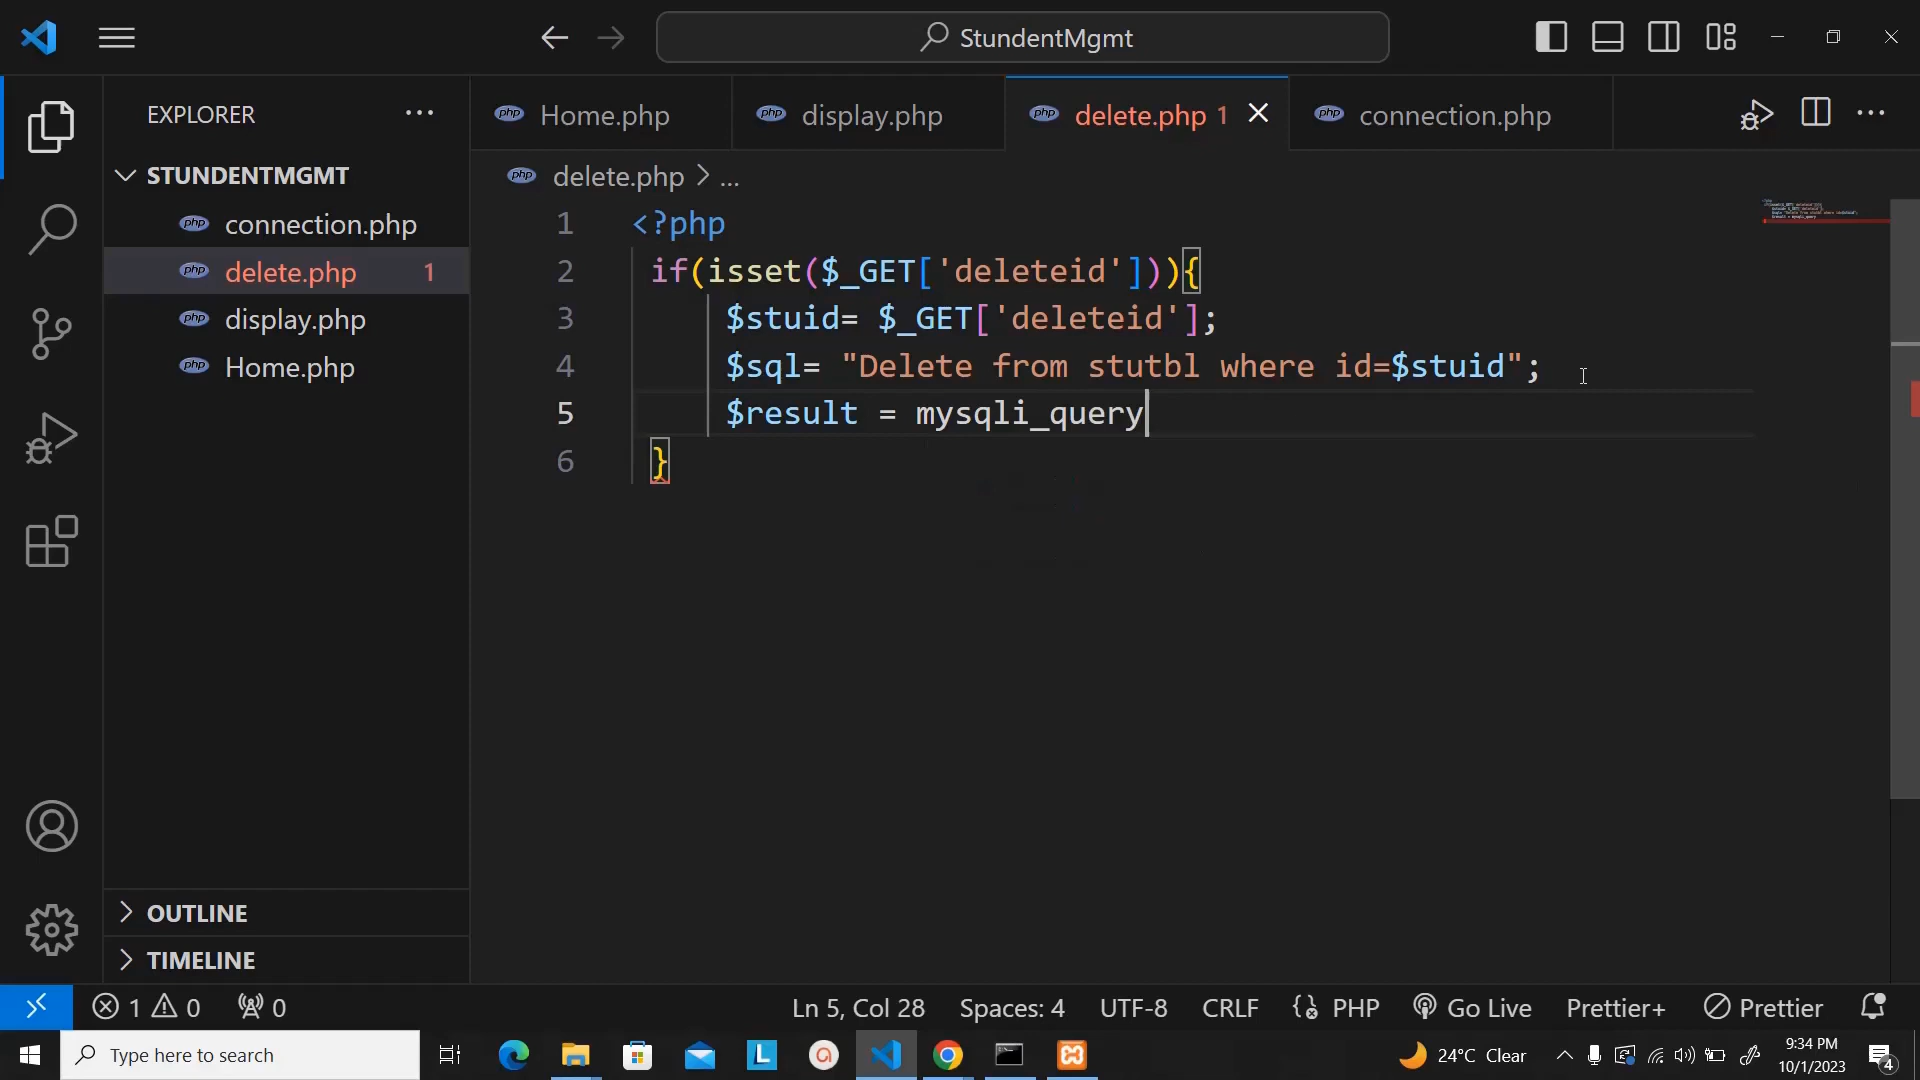 StundentMgmt
EXPLORER
Home.php
display.php
delete.php 1
connection.php
STUNDENTMGMT
connection.php
delete.php 1
display.php
Home.php
delete.php > ...
1 <?php
2 if(isset($_GET['deleteid'])){
3 $stuid= $_GET['deleteid'];
4 $sql= "Delete from stutbl where id=$stuid";
5 $result = mysqli_query
6 }
OUTLINE
TIMELINE
1 0 0
Ln 5, Col 28 Spaces: 4 UTF-8 CRLF PHP Go Live Prettier+ Prettier
Type here to search
24°C Clear
9:34 PM
10/1/2023
4